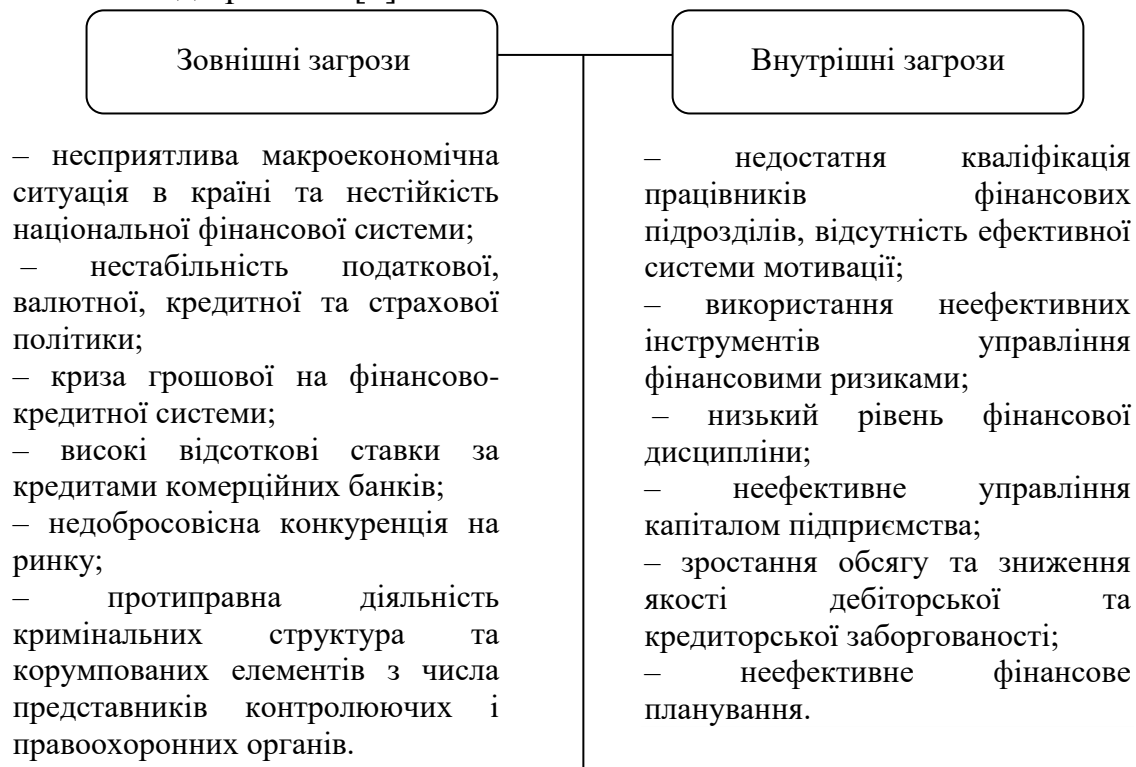 Зовнішні загрози
Внутрішні загрози
– несприятлива макроекономічна
ситуація в країні та нестійкість
національної фінансової системи;
– нестабільність податкової,
валютної, кредитної та страхової
політики;
– криза грошової на фінансово-
кредитної системи;
– високі відсоткові ставки за
кредитами комерційних банків;
– недобросовісна конкуренція на
ринку;
– протиправна діяльність
кримінальних структура та
корумпованих елементів з числа
представників контролюючих і
правоохоронних органів.
– недостатня кваліфікація
працівників фінансових
підрозділів, відсутність ефективної
системи мотивації;
– використання неефективних
інструментів управління
фінансовими ризиками;
– низький рівень фінансової
дисципліни;
– неефективне управління
капіталом підприємства;
– зростання обсягу та зниження
якості дебіторської та
кредиторської заборгованості;
– неефективне фінансове
планування.